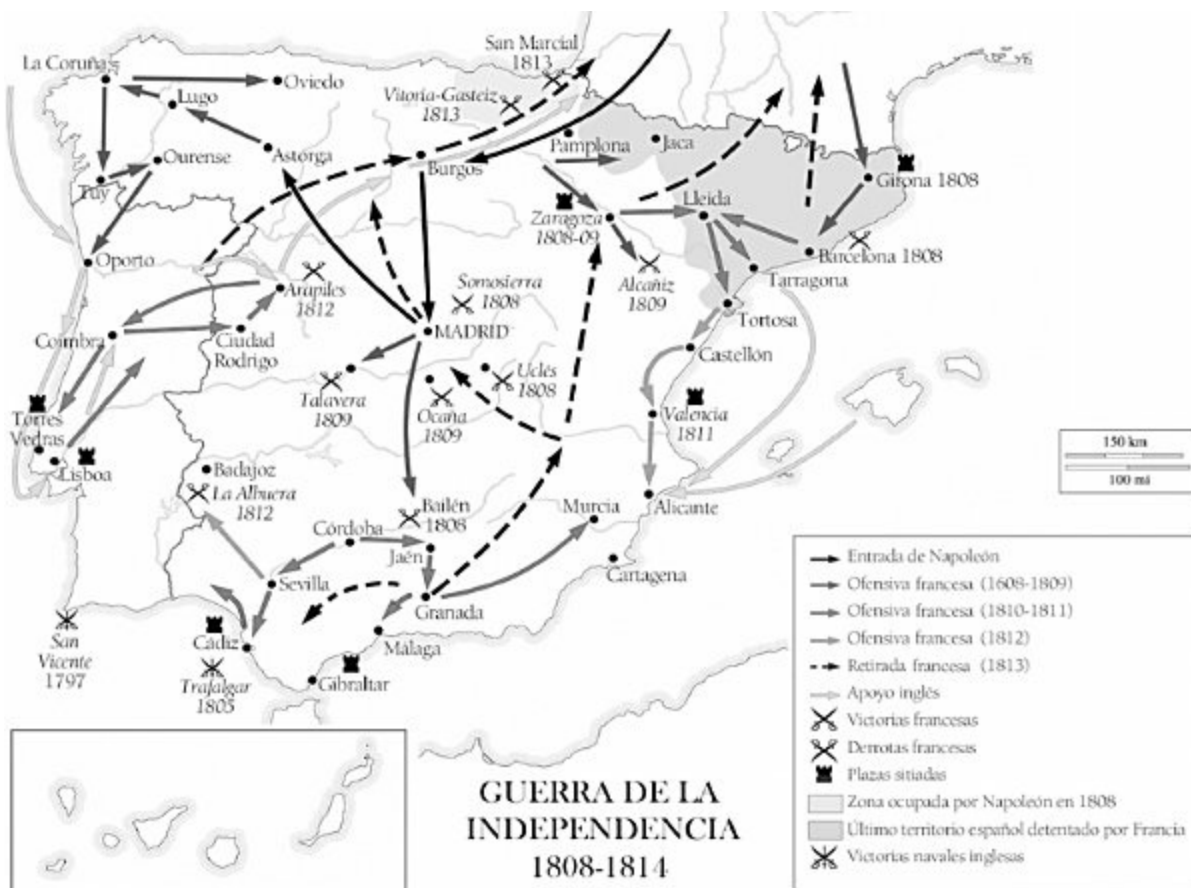 San Marcial
1813
La Coruña
Oviedo
Lugo
Vitoria-Gasteiz
1813
Astorga
Ourense
Tuy
Burgos
Pamplona
Jaca
Girona 1808
Lleida
Zaragoza
1808-09
Barcelona 1808
Tarragona
Alcañiz
1809
Oporto
Arapiles
1812
Somosierra
1808
MADRID
Tortosa
Coimbra
Ciudad
Rodrigo
Castellón
Uclés
1808
Talavera
1809
Ocaña
1809
Valencia
1811
Torres
Vedras
Lisboa
Badajoz
La Albuera
1812
Bailén
1808
Murcia
Alicante
Córdoba
Jaén
Cartagena
Sevilla
Granada
Málaga
Cádiz
San
Vicente
1797
Trafalgar
1805
Gibraltar
150 km
100 mi
Entrada de Napoleón
Ofensiva francesa (1608-1809)
Ofensiva francesa (1810-1811)
Ofensiva francesa (1812)
Retirada francesa (1813)
Apoyo inglés
Victorias francesas
Derrotas francesas
Plazas sitiadas
Zona ocupada por Napoleón en 1808
Último territorio español detentado por Francia
Victorias navales inglesas
GUERRA DE LA
INDEPENDENCIA
1808-1814